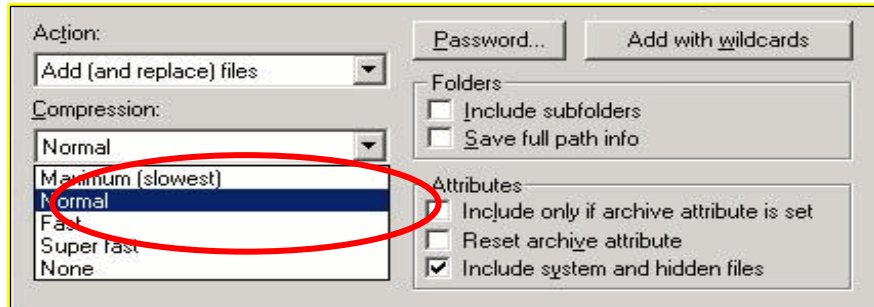 Action:
Add (and replace) files
Compression:
Normal
Maximum (slowest)
Normal
Fast
Super fast
None
Password...
Add with wildcards
Folders
Include subfolders
Save full path info
Attributes
Include only if archive attribute is set
Reset archive attribute
Include system and hidden files